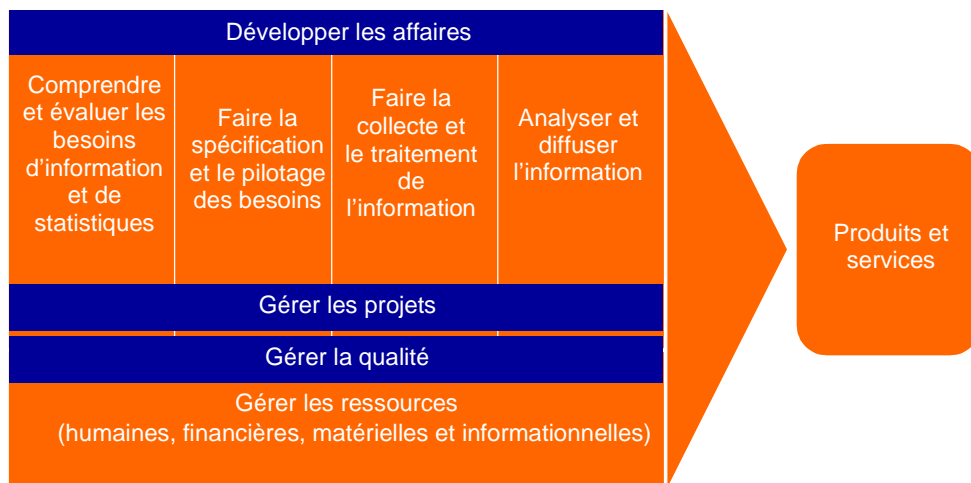 Développer les affaires
Comprendre
et évaluer les
besoins
d’information
et de
statistiques
Faire la
spécification
et le pilotage
des besoins
Faire la
collecte et
le traitement
de
l’information
Analyser et
diffuser
l’information
Produits et
services
Gérer les projets
Gérer la qualité
Gérer les ressources
(humaines, financières, matérielles et informationnelles)